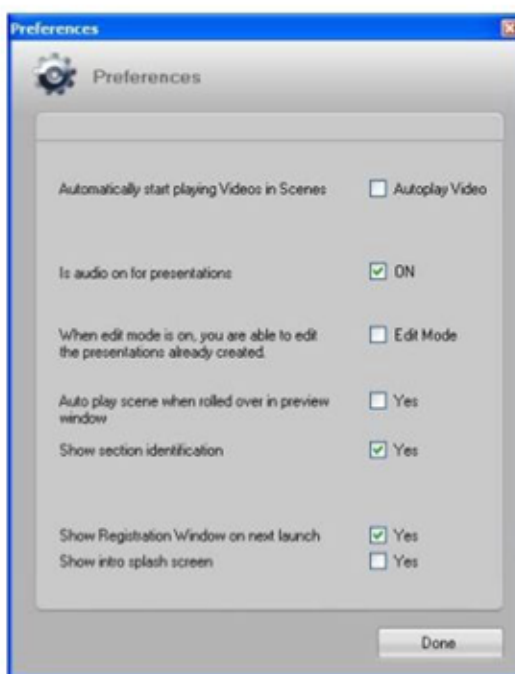 Preferences
Preferences
Automatically start playing Videos in Scenes
Autoplay Video
Is audio on for presentations
ON
When edit mode is on, you are able to edit
the presentations already created.
Edit Mode
Auto play scene when rolled over in preview
window
Yes
Show section identification
Yes
Show Registration Window on next launch
Yes
Show intro splash screen
Yes
Done